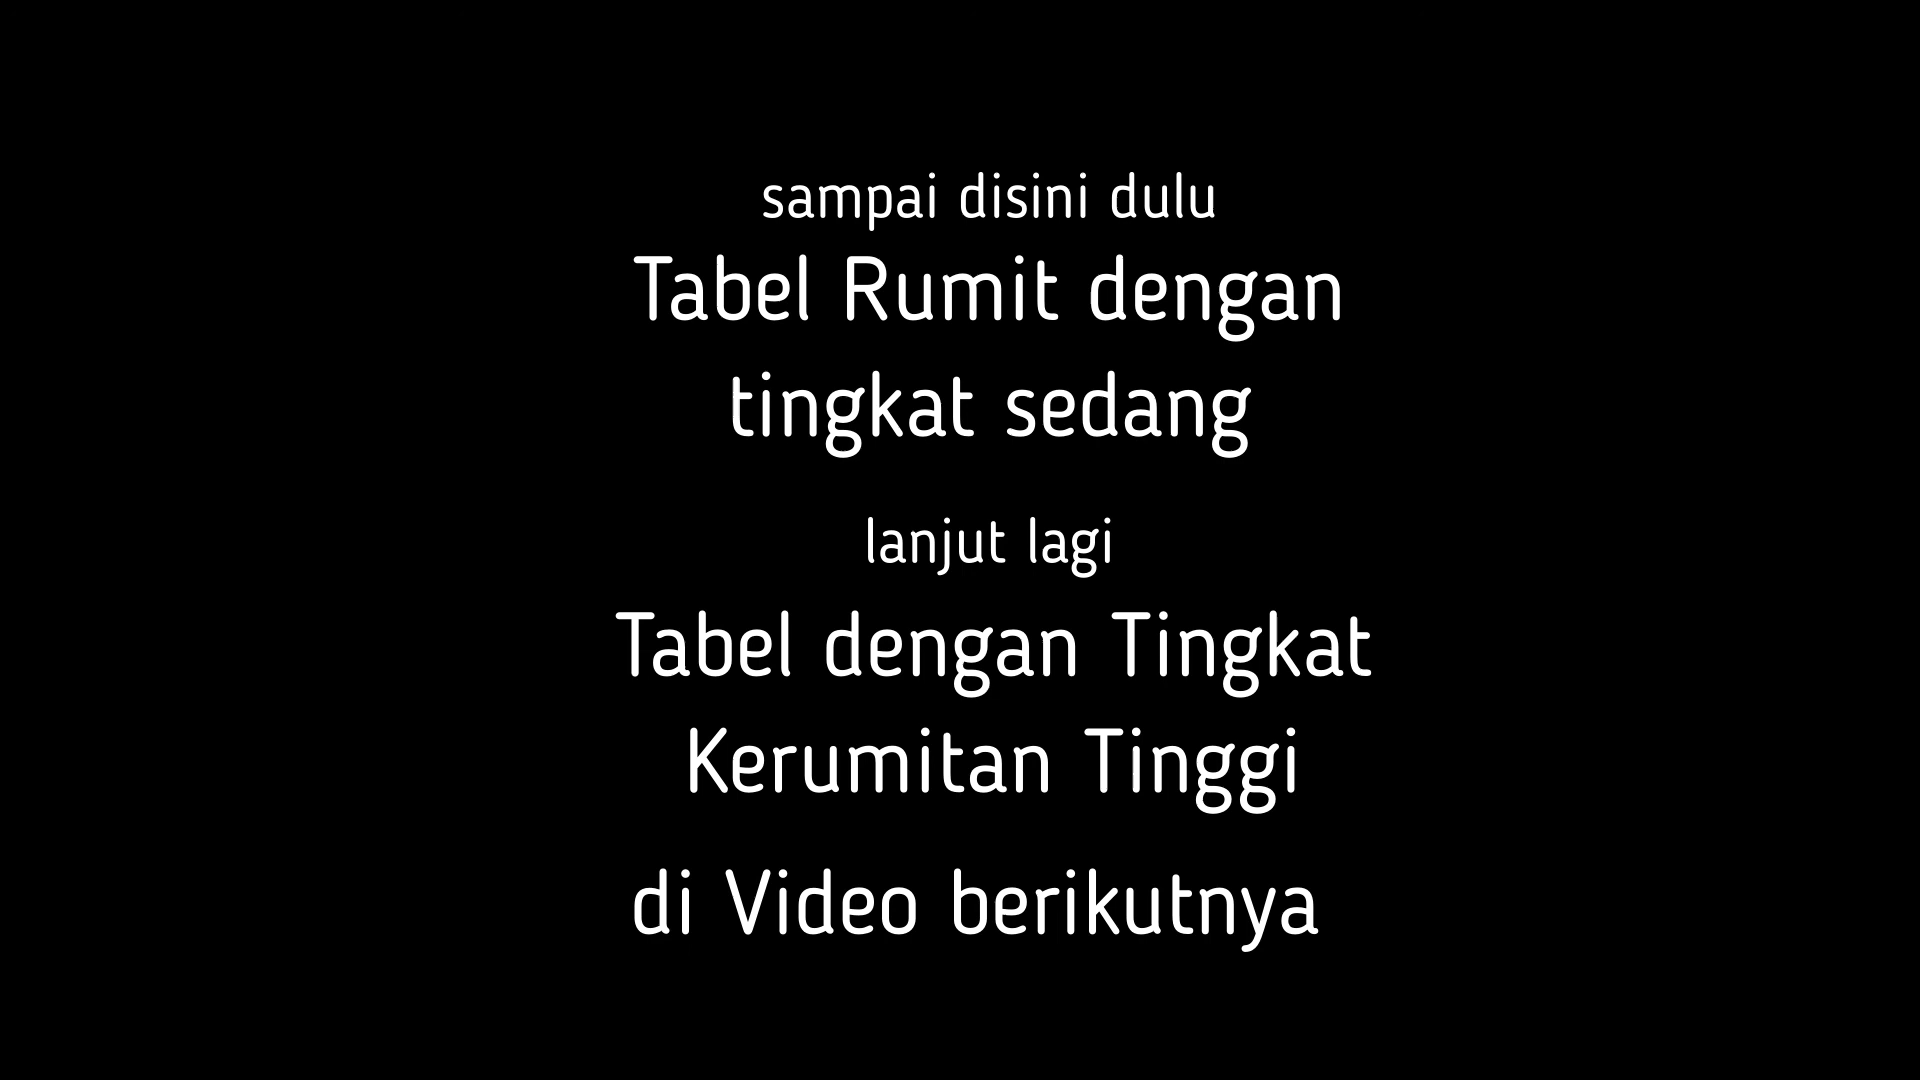 sampai disini dulu
Tabel Rumit dengan
tingkat sedang
lanjut lagi
Tabel dengan Tingkat
Kerumitan Tinggi
di Video berikutnya